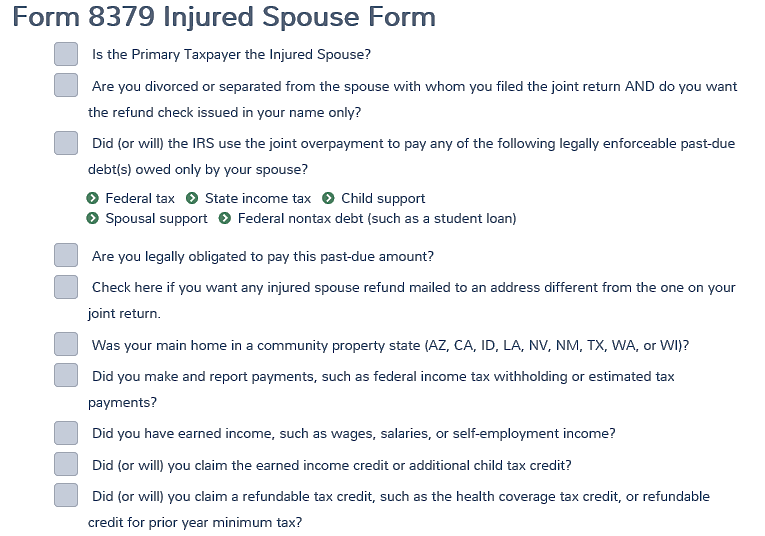 Form 8379 Injured Spouse Form
Is the Primary Taxpayer the Injured Spouse?
Are you divorced or separated from the spouse with whom you filed the joint return AND do you want
the refund check issued in your name only?
Did (or will) the IRS use the joint overpayment to pay any of the following legally enforceable past-due
debt(s) owed only by your spouse?
Federal tax State income tax Child support
Spousal support Federal nontax debt (such as a student loan)
Are you legally obligated to pay this past-due amount?
Check here if you want any injured spouse refund mailed to an address different from the one on your
joint return.
Was your main home in a community property state (AZ, CA, ID, LA, NV, NM, TX, WA, or WI)?
Did you make and report payments, such as federal income tax withholding or estimated tax
payments?
Did you have earned income, such as wages, salaries, or self-employment income?
Did (or will) you claim the earned income credit or additional child tax credit?
Did (or will) you claim a refundable tax credit, such as the health coverage tax credit, or refundable
credit for prior year minimum tax?